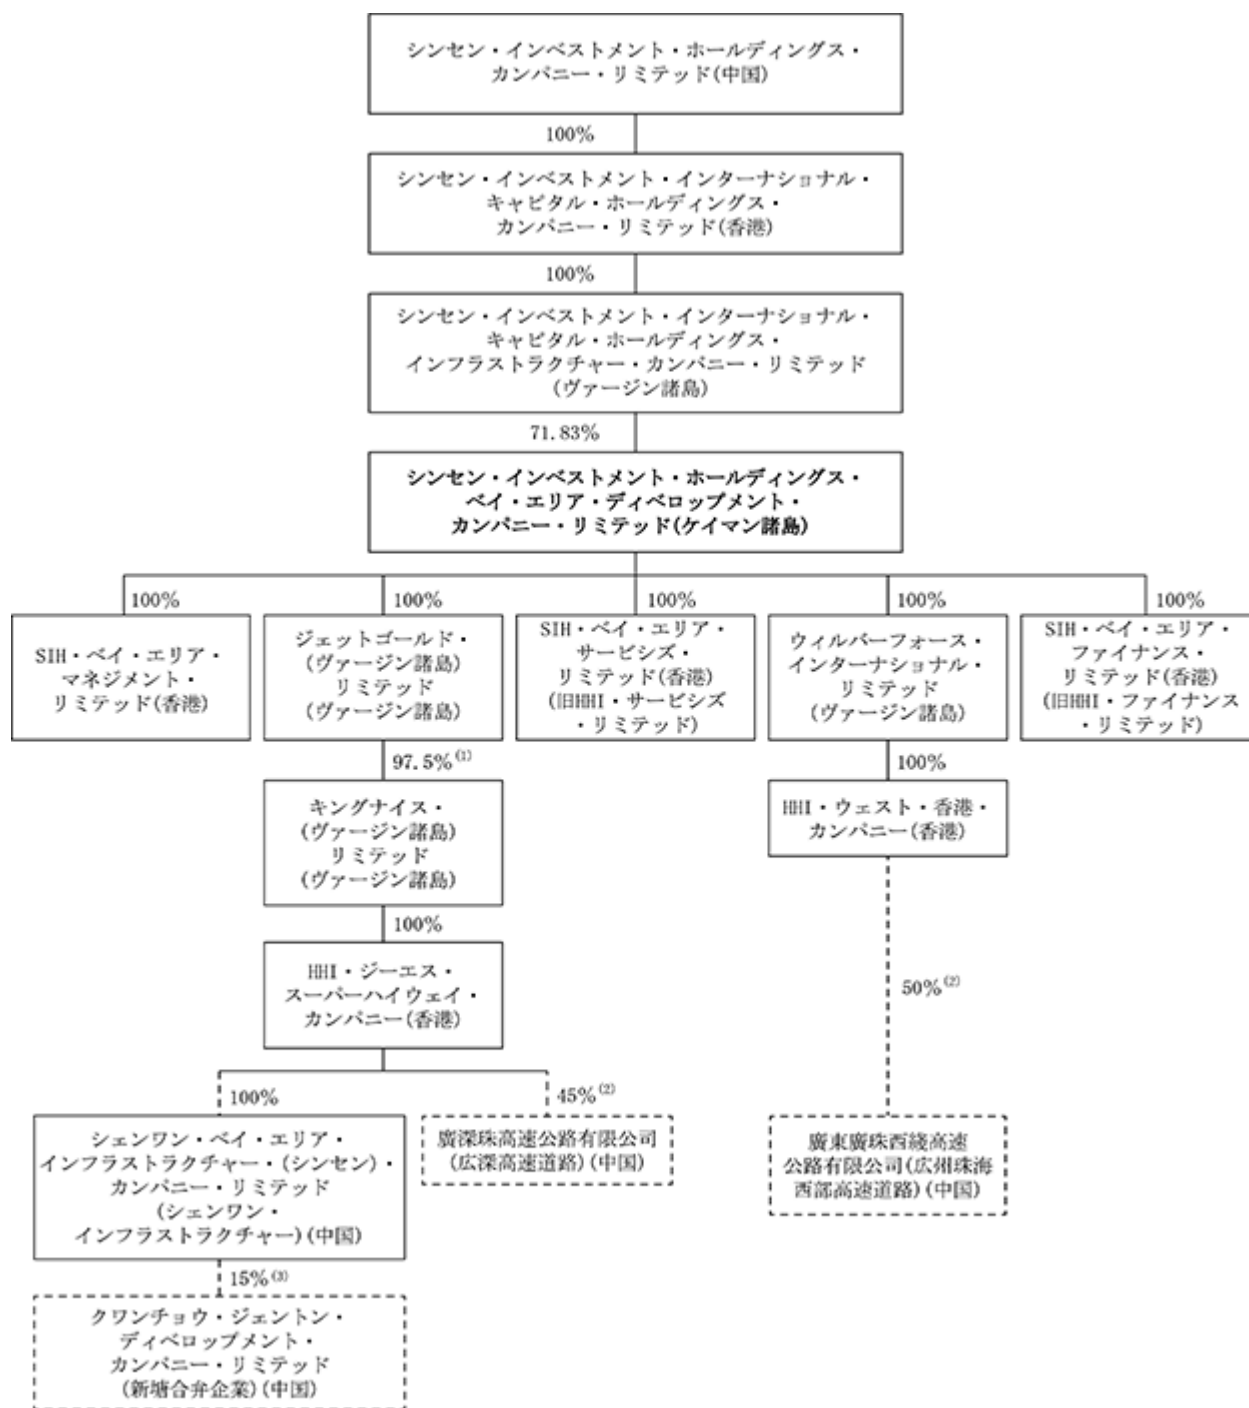 シンセン・インベストメント・ホールディングス・
カンパニー・リミテッド(中国)
100%
シンセン・インベストメント・インターナショナル・
キャピタル・ホールディングス・
カンパニー・リミテッド(香港)
100%
シンセン・インベストメント・インターナショナル・
キャピタル・ホールディングス・
インフラストラクチャー・カンパニー・リミテッド
(ヴァージン諸島)
71.83%
シンセン・インベストメント・ホールディングス・
ベイ・エリア・ディベロップメント・
カンパニー・リミテッド(ケイマン諸島)
100%
SIH・ベイ・エリア・
マネジメント・
リミテッド(香港)
100%
ジェットゴールド・
(ヴァージン諸島)
リミテッド
(ヴァージン諸島)
100%
SIH・ベイ・エリア・
サービシズ・
リミテッド(香港)
(旧HHI・サービシズ
・リミテッド)
100%
ウィルバーフォース・
インターナショナル・
リミテッド
(ヴァージン諸島)
100%
SIH・ベイ・エリア・
ファイナンス・
リミテッド(香港)
(旧HHI・ファイナンス
・リミテッド)
97.5%(1)
キングナイス・
(ヴァージン諸島)
リミテッド
(ヴァージン諸島)
100%
HHI・ウェスト・香港・
カンパニー(香港)
100%
HHI・ジーエス・
スーパーハイウェイ・
カンパニー(香港)
50%(2)
100%
シェンワン・ベイ・エリア・
インフラストラクチャー・(シンセン)・
カンパニー・リミテッド
(シェンワン・
インフラストラクチャー)(中国)
45%(2)
廣深珠高速公路有限公司
(広深高速道路)(中国)
廣東廣珠西綫高速
公路有限公司(広州珠海
西部高速道路)(中国)
15%(3)
クワンチョウ・ジェントン・
ディベロップメント・
カンパニー・リミテッド
(新塘合弁企業)(中国)